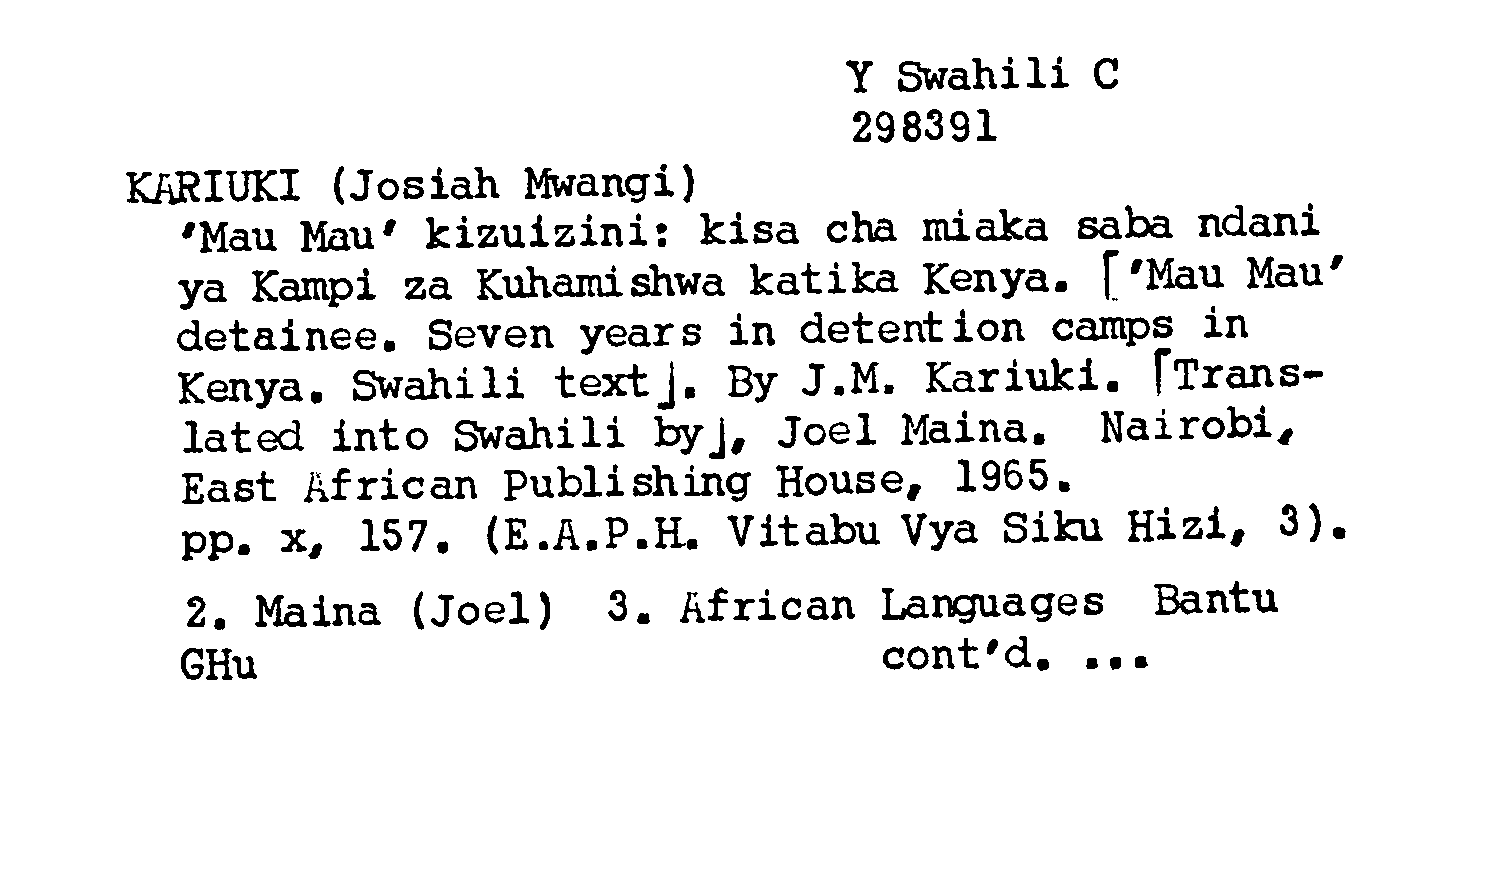 Y Swahili C
298391
KARIUKI (Josiah Mwangi)
'Mau Mau' kizuizini: kisa cha miaka saba ndani
ya Kampi za Kuhamishwa katika Kenya. ⌈'Mau Mau'
detainee. Seven years in detention camps in
Kenya. Swahili text⌋. By J.M. Kariuki. ⌈Trans-
lated into Swahili by⌋, Joel Maina. Nairobi,
East African Publishing House, 1965.
pp. x, 157. (E.A.P.H. Vitabu Vya Siku Hizi, 3).
2. Maina (Joel) 3. African Languages Bantu
GHu cont'd. ...